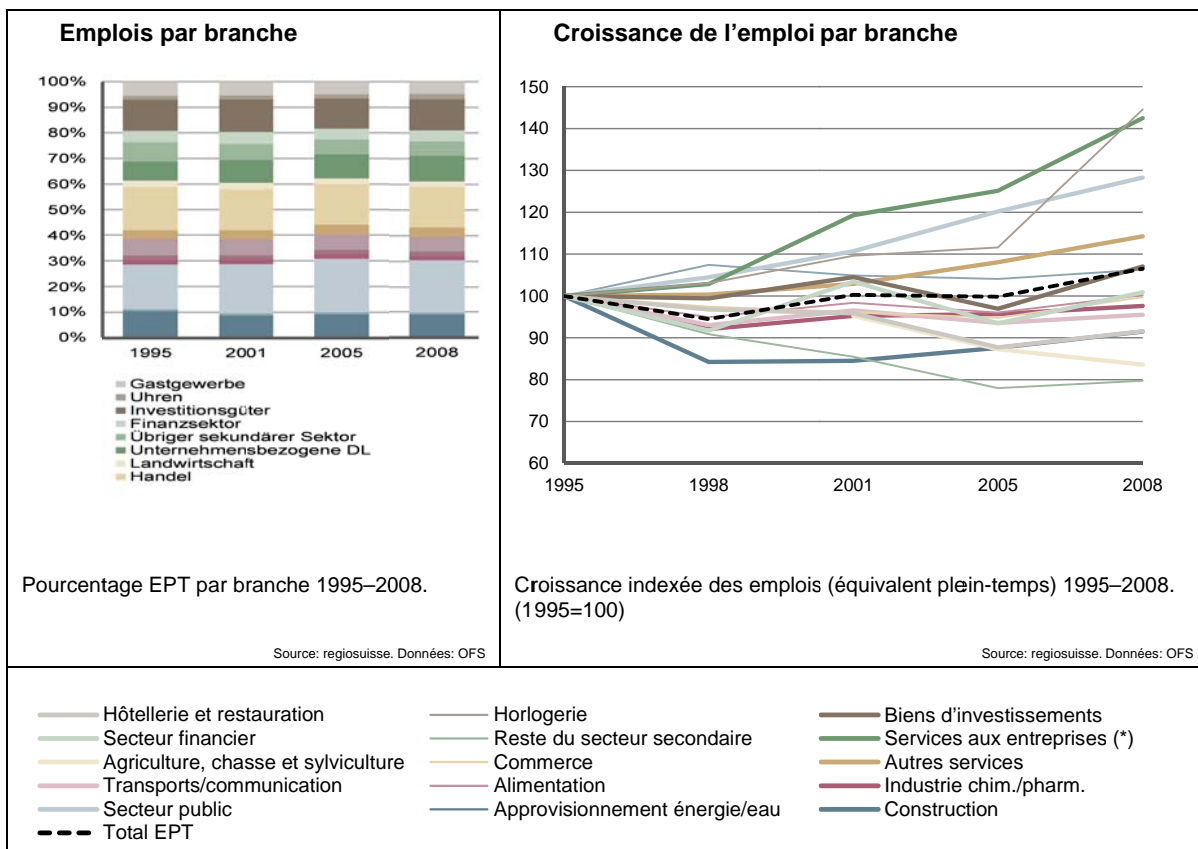 Emplois par branche
100%
90%
80%
70%
60%
50%
40%
30%
20%
10%
0%
1995 2001 2005 2008
Gastgewerbe
Uhren
Investitionsgüter
Finanzsektor
Übriger sekundärer Sektor
Unternehmensbezogene DL
Landwirtschaft
Handel
Pourcentage EPT par branche 1995–2008.
Source: regiosuisse. Données: OFS
Croissance de l'emploi par branche
150
140
130
120
110
100
90
80
70
60
1995 1998 2001 2005 2008
Croissance indexée des emplois (équivalent plein-temps) 1995–2008.
(1995=100)
Source: regiosuisse. Données: OFS
Hôtellerie et restauration Horlogerie Biens d'investissements
Secteur financier Reste du secteur secondaire Services aux entreprises (*)
Agriculture, chasse et sylviculture Commerce Autres services
Transports/communication Alimentation Industrie chim./pharm.
Secteur public Approvisionnement énergie/eau Construction
Total EPT